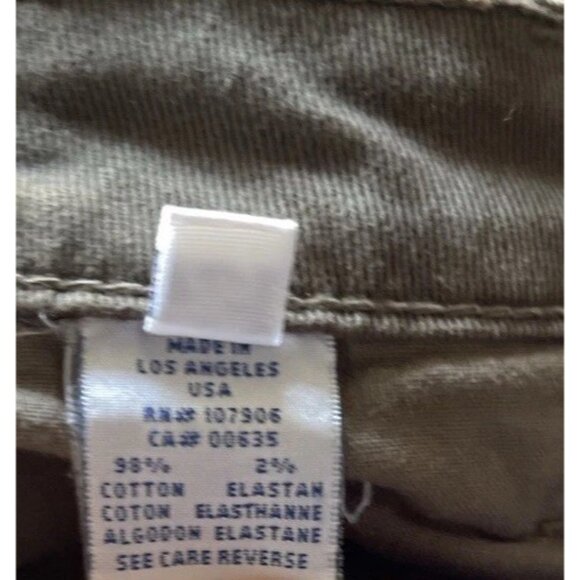 MADE IN
LOS ANGELES
USA
RN# 107906
CA# 00635
98% 2%
COTTON ELASTAN
COTON ELASTHANNE
ALGODON ELASTANE
SEE CARE REVERSE